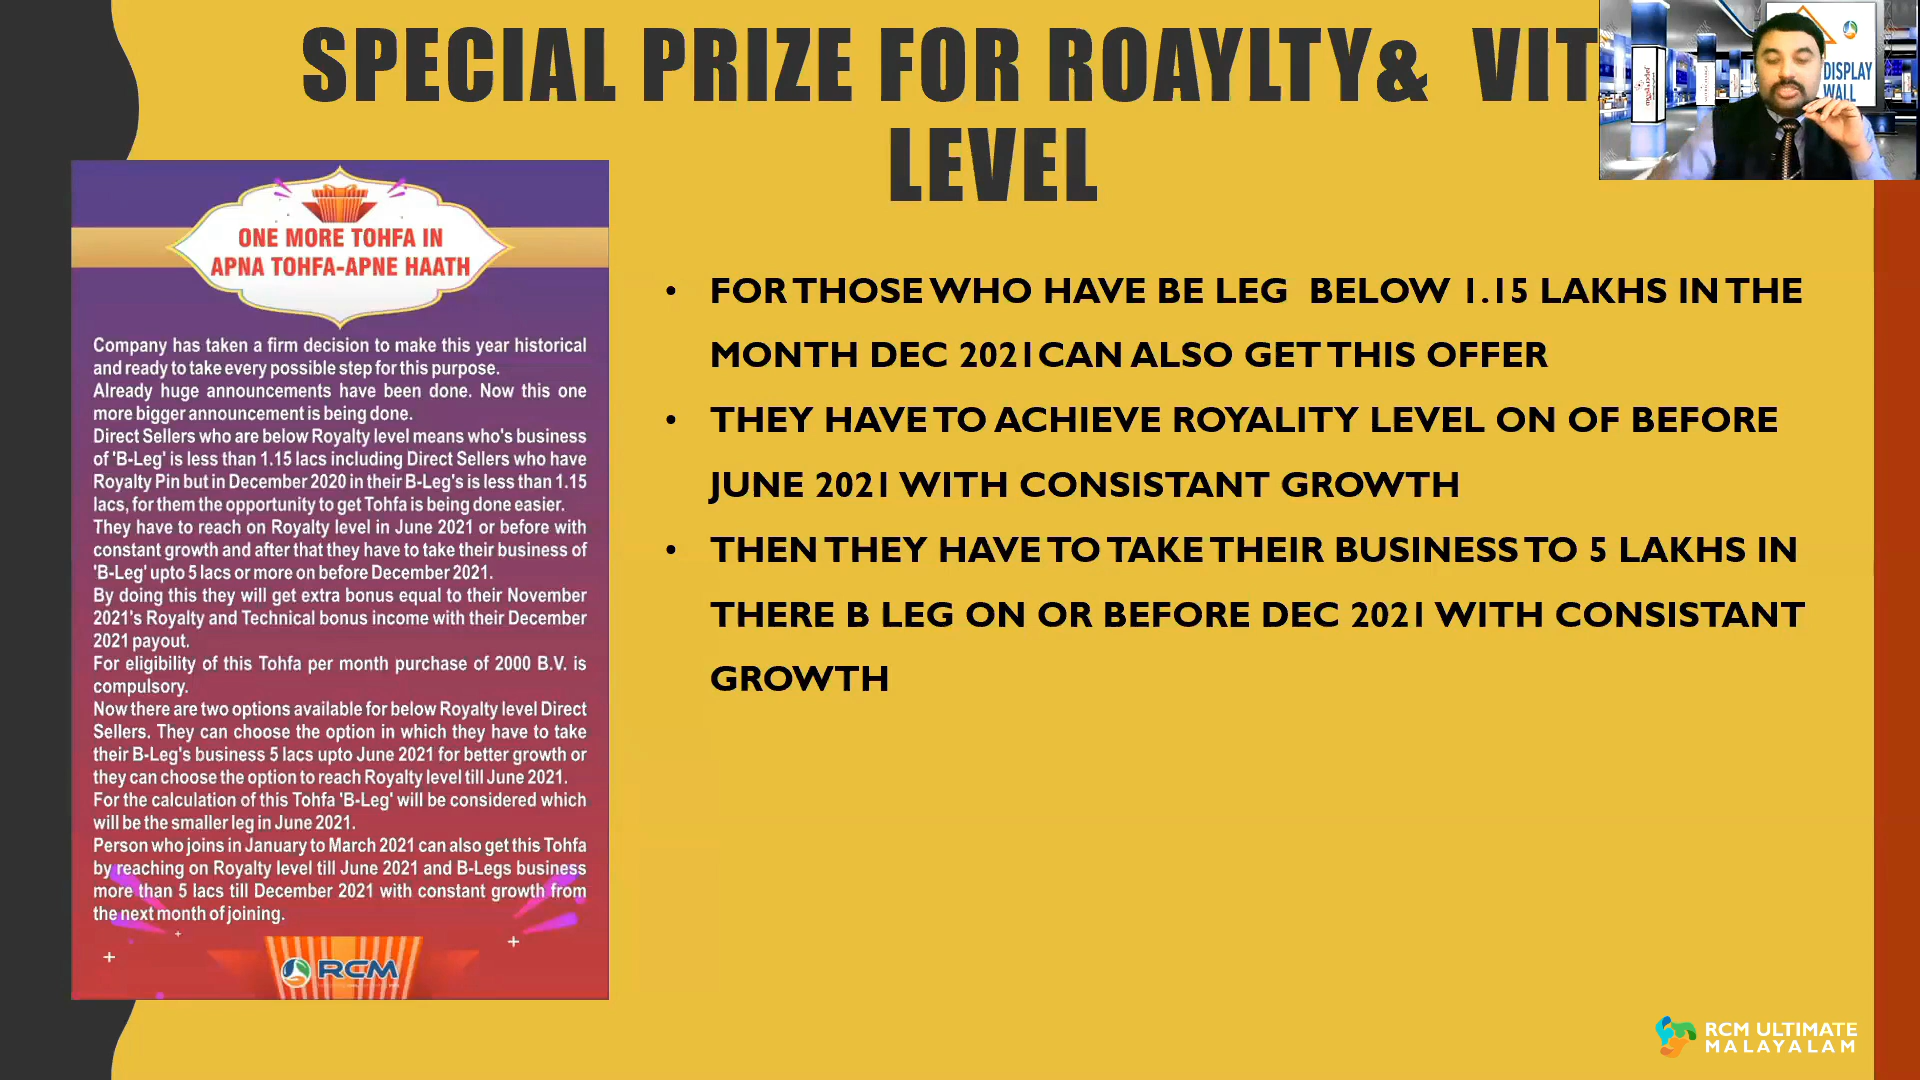 SPECIAL PRIZE FOR ROAYLTY& VIT
LEVEL
DISPLAY
WALL
ONE MORE TOHFA IN
APNA TOHFA-APNE HAATH
Company has taken a firm decision to make this year historical
and ready to take every possible step for this purpose.
Already huge announcements have been done. Now this one
more bigger announcement is being done.
Direct Sellers who are below Royalty level means who's business
of 'B-Leg' is less than 1.15 lacs including Direct Sellers who have
Royalty Pin but in December 2020 in their B-Leg's is less than 1.15
lacs, for them the opportunity to get Tohfa is being done easier.
They have to reach on Royalty level in June 2021 or before with
constant growth and after that they have to take their business of
'B-Leg' upto 5 lacs or more on before December 2021.
By doing this they will get extra bonus equal to their November
2021's Royalty and Technical bonus income with their December
2021 payout.
For eligibility of this Tohfa per month purchase of 2000 B.V. is
compulsory.
Now there are two options available for below Royalty level Direct
Sellers. They can choose the option in which they have to take
their B-Leg's business 5 lacs upto June 2021 for better growth or
they can choose the option to reach Royalty level till June 2021.
For the calculation of this Tohfa 'B-Leg' will be considered which
will be the smaller leg in June 2021.
Person who joins in January to March 2021 can also get this Tohfa
by reaching on Royalty level till June 2021 and B-Legs business
more than 5 lacs till December 2021 with constant growth from
the next month of joining.
RCM
• FOR THOSE WHO HAVE BE LEG BELOW 1.15 LAKHS IN THE
MONTH DEC 2021CAN ALSO GET THIS OFFER
• THEY HAVE TO ACHIEVE ROYALITY LEVEL ON OF BEFORE
JUNE 2021 WITH CONSISTANT GROWTH
• THEN THEY HAVE TO TAKE THEIR BUSINESS TO 5 LAKHS IN
THERE B LEG ON OR BEFORE DEC 2021 WITH CONSISTANT
GROWTH
RCM ULTIMATE
MALAYALAM